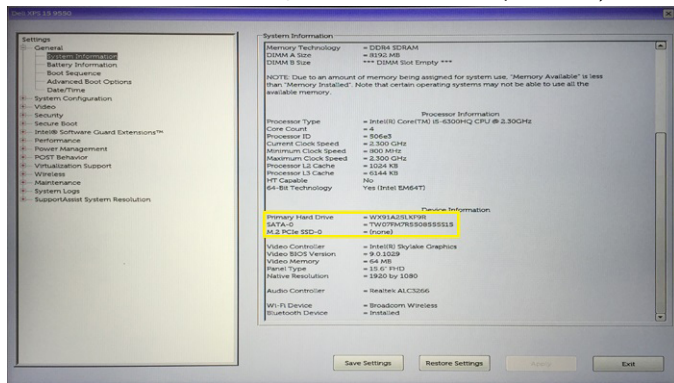 Dell XPS 15 9550
Settings
General
System Information
Battery Information
Boot Sequence
Advanced Boot Options
Date/Time
System Configuration
Video
Security
Secure Boot
Intel® Software Guard Extensions™
Performance
Power Management
POST Behavior
Virtualization Support
Wireless
Maintenance
System Logs
SupportAssist System Resolution
System Information
Memory Technology = DDR4 SDRAM
DIMM A Size = 8192 MB
DIMM B Size *** DIMM Slot Empty ***
NOTE: Due to an amount of memory being assigned for system use, "Memory Available" is less
than "Memory Installed". Note that certain operating systems may not be able to use all the
available memory.
Processor Information
Processor Type = Intel(R) Core(TM) i5-6300HQ CPU @ 2.30GHz
Core Count = 4
Processor ID = 506e3
Current Clock Speed = 2.300 GHz
Minimum Clock Speed = 800 MHz
Maximum Clock Speed = 2.300 GHz
Processor L2 Cache = 1024 KB
Processor L3 Cache = 6144 KB
HT Capable No
64-Bit Technology Yes (Intel EM64T)
Device Information
Primary Hard Drive = WX91A25LKF9R
SATA-0 = TW07FM7R5508555515
M.2 PCIe SSD-0 = (none)
Video Controller = Intel(R) Skylake Graphics
Video BIOS Version = 9.0.1029
Video Memory = 64 MB
Panel Type = 15.6" FHD
Native Resolution = 1920 by 1080
Audio Controller = Realtek ALC3266
Wi-Fi Device = Broadcom Wireless
Bluetooth Device = Installed
Save Settings
Restore Settings
Apply
Exit